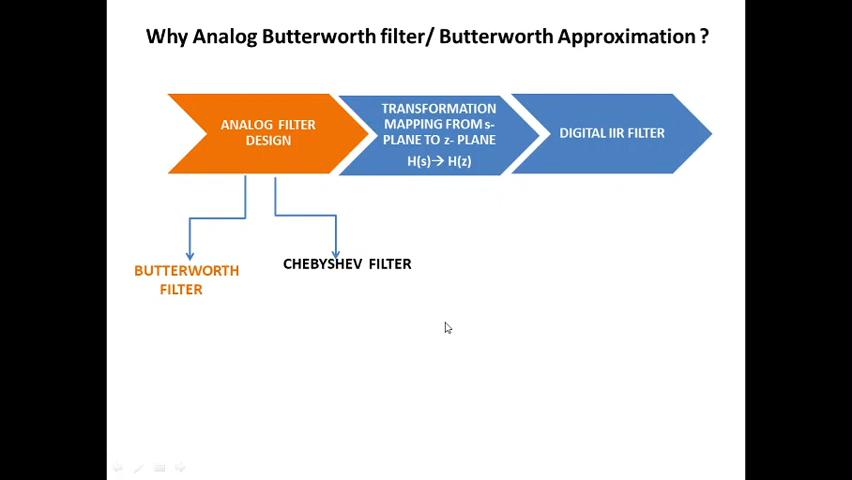 Why Analog Butterworth filter/ Butterworth Approximation ?
ANALOG FILTER
DESIGN
TRANSFORMATION
MAPPING FROM s-
PLANE TO z- PLANE
H(s)→ H(z)
DIGITAL IIR FILTER
BUTTERWORTH
FILTER
CHEBYSHEV FILTER